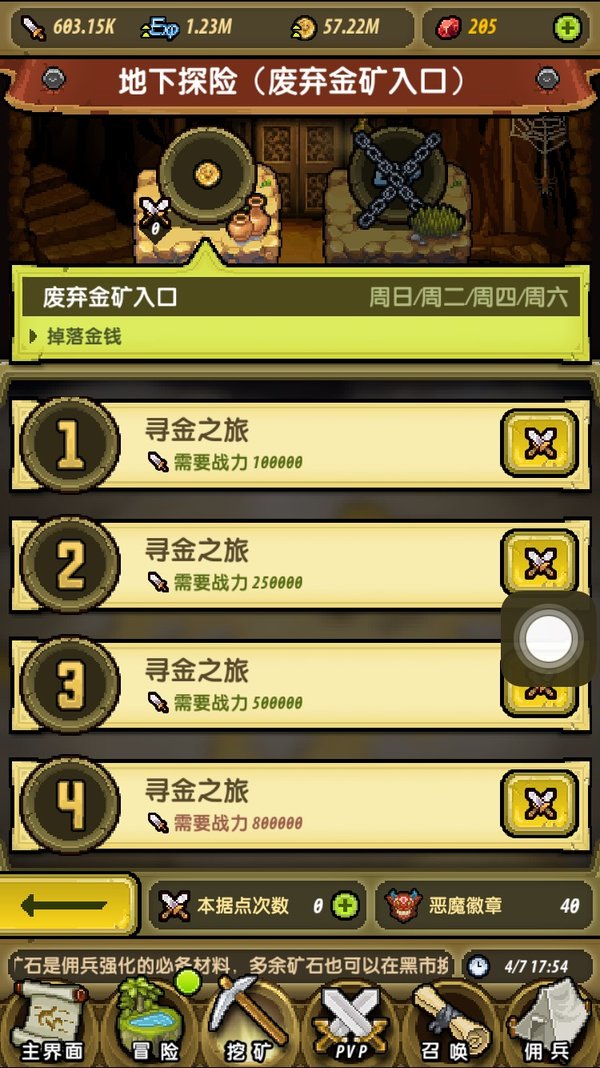 603.15K Exp 1.23M 57.22M 205
地下探险（废弃金矿入口）
0
废弃金矿入口 周日/周二/周四/周六
掉落金钱
1 寻金之旅
需要战力 100000
2 寻金之旅
需要战力 250000
3 寻金之旅
需要战力 500000
4 寻金之旅
需要战力 800000
本据点次数 0 恶魔徽章 40
矿石是佣兵强化的必备材料，多余矿石也可以在黑市换 4/7 17:54
主界面 冒险 挖矿 PVP 召唤 佣兵